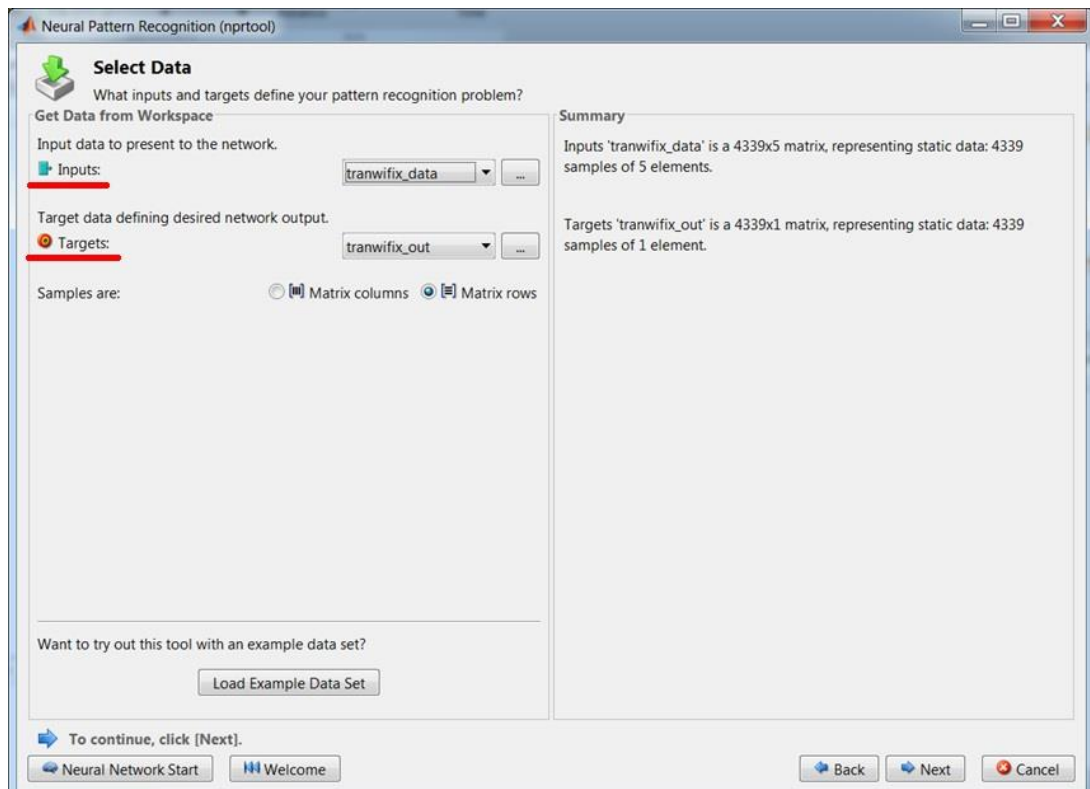 Neural Pattern Recognition (nprtool)
Select Data
What inputs and targets define your pattern recognition problem?
Get Data from Workspace
Input data to present to the network.
Inputs:
tranwifix_data
...
Target data defining desired network output.
Targets:
tranwifix_out
...
Samples are:
Matrix columns
Matrix rows
Want to try out this tool with an example data set?
Load Example Data Set
Summary
Inputs 'tranwifix_data' is a 4339x5 matrix, representing static data: 4339
samples of 5 elements.
Targets 'tranwifix_out' is a 4339x1 matrix, representing static data: 4339
samples of 1 element.
To continue, click [Next].
Neural Network Start
Welcome
Back
Next
Cancel